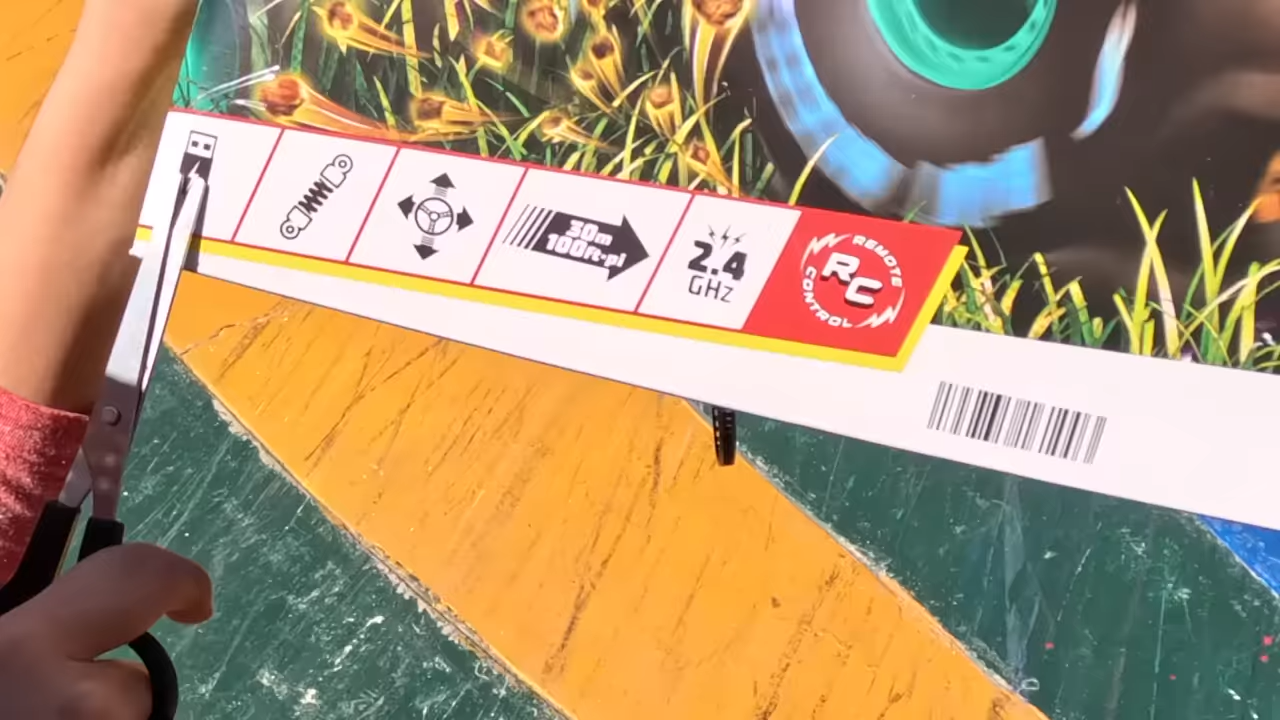 30m
100ft•pi
2.4
GHz
REMOTE
RC
CONTROL